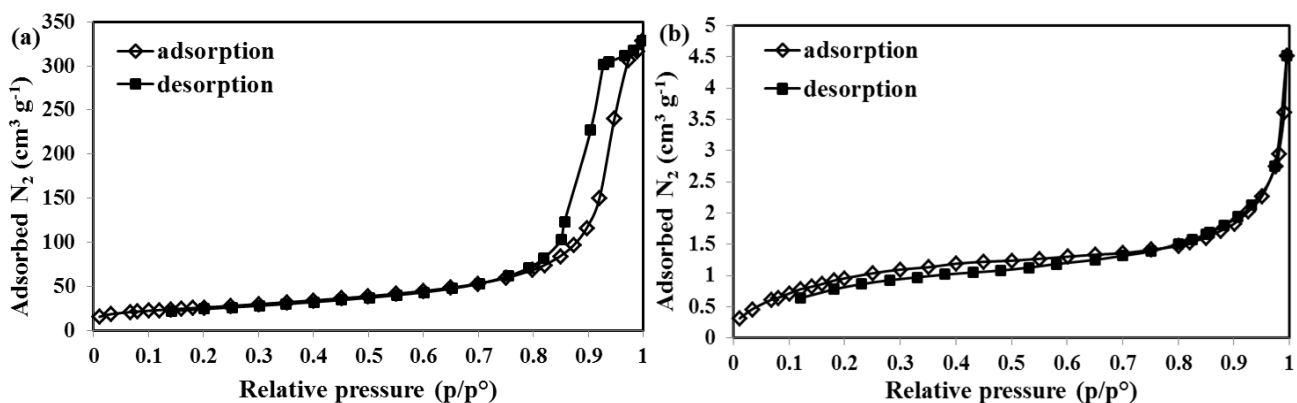 (a)
adsorption
desorption
Adsorbed N₂ (cm³ g⁻¹)
350
300
250
200
150
100
50
0
0 0.1 0.2 0.3 0.4 0.5 0.6 0.7 0.8 0.9 1
Relative pressure (p/p°)
(b)
adsorption
desorption
Adsorbed N₂ (cm³ g⁻¹)
5
4.5
4
3.5
3
2.5
2
1.5
1
0.5
0
0 0.1 0.2 0.3 0.4 0.5 0.6 0.7 0.8 0.9 1
Relative pressure (p/p°)